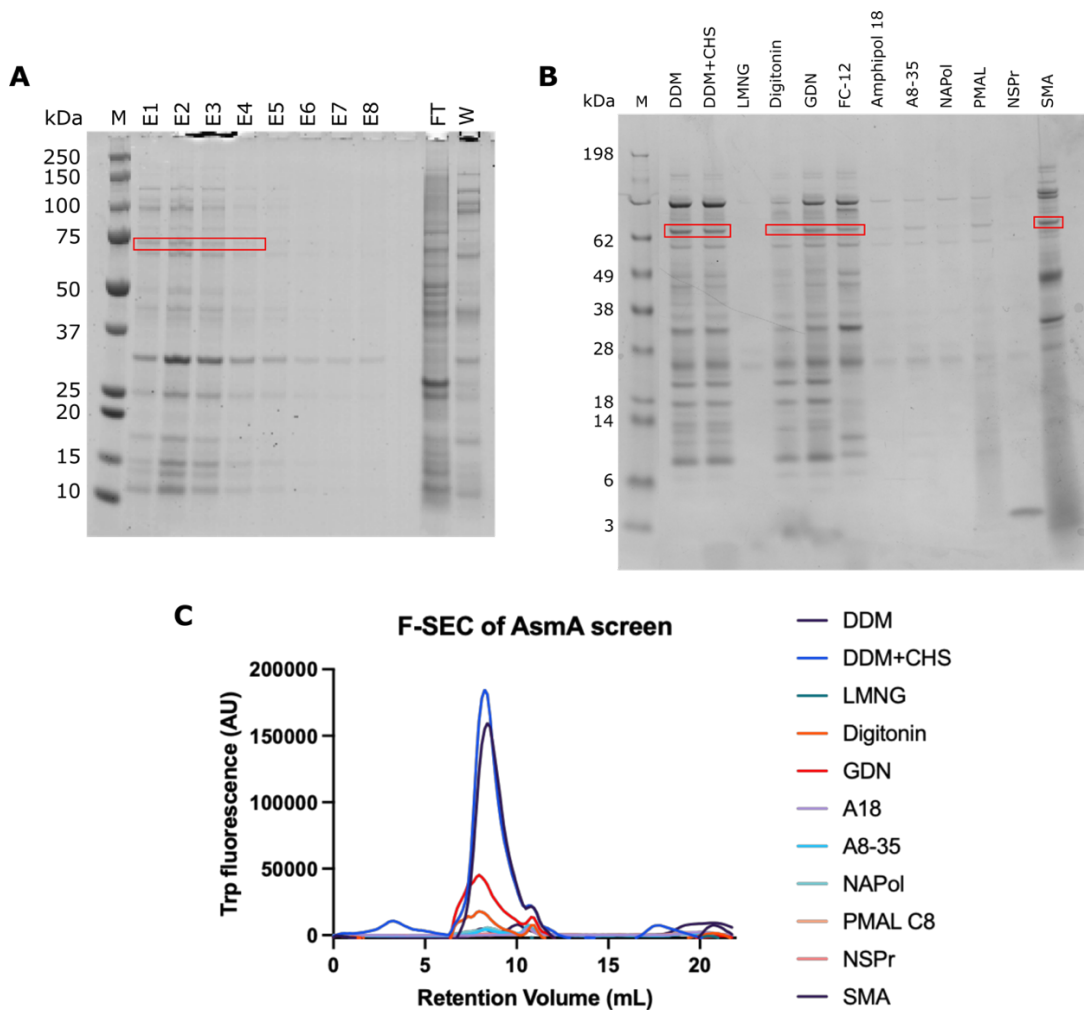 A
kDa M E1 E2 E3 E4 E5 E6 E7 E8 FT W
250
150
100
75
50
37
25
20
15
10
B
kDa M DDM DDM+CHS LMNG Digitonin GDN FC-12 Amphipol 18 A8-35 NAPol PMAL NSPr SMA
198
62
49
38
28
18
14
6
3
C
F-SEC of AsmA screen
Trp fluorescence (AU)
200000
150000
100000
50000
0
0 5 10 15 20
Retention Volume (mL)
DDM
DDM+CHS
LMNG
Digitonin
GDN
A18
A8-35
NAPol
PMAL C8
NSPr
SMA